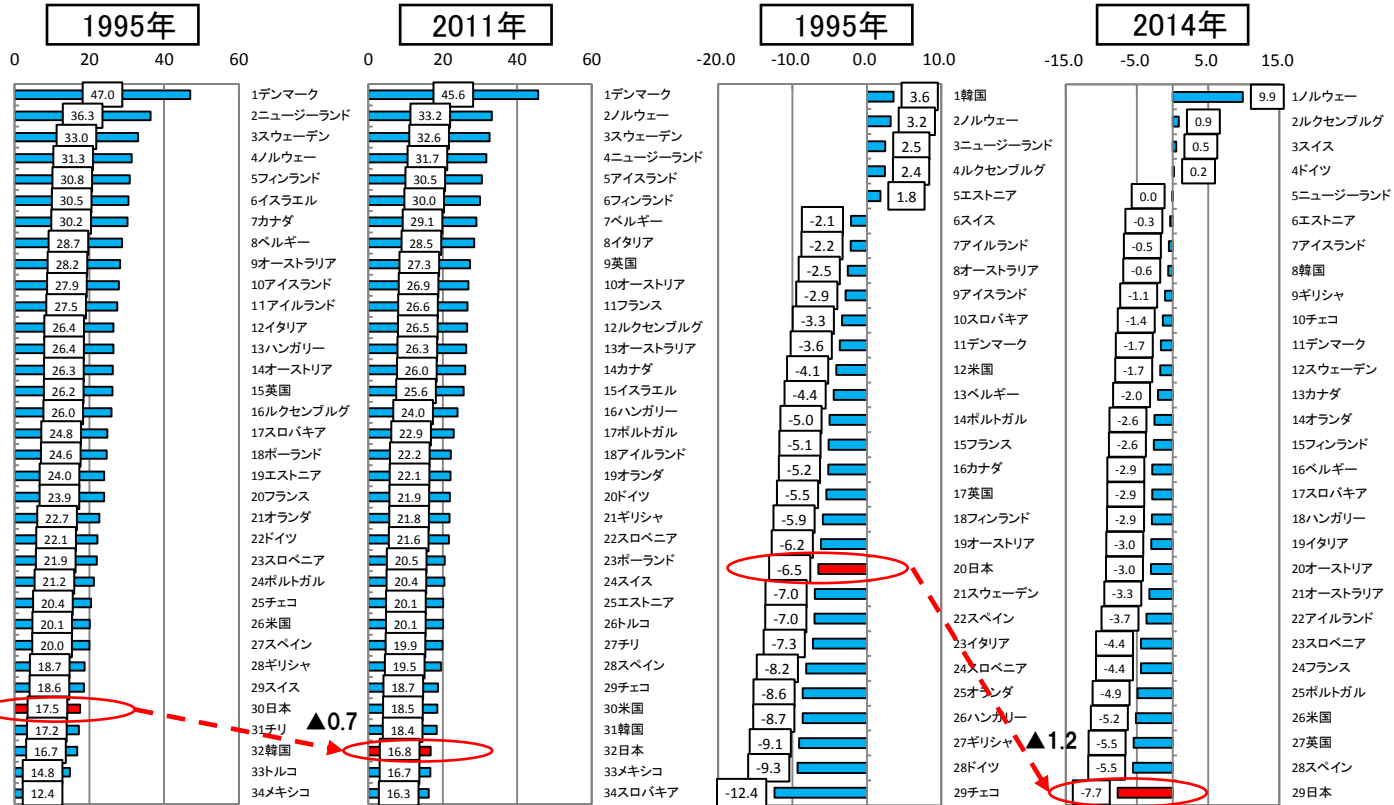 1995年
2011年
1995年
2014年
0 20 40 60
0 20 40 60
-20.0 -10.0 0.0 10.0
-15.0 -5.0 5.0 15.0
47.0 1デンマーク
36.3 2ニュージーランド
33.0 3スウェーデン
31.3 4ノルウェー
30.8 5フィンランド
30.5 6イスラエル
30.2 7カナダ
28.7 8ベルギー
28.2 9オーストラリア
27.9 10アイスランド
27.5 11アイルランド
26.4 12イタリア
26.4 13ハンガリー
26.3 14オーストリア
26.2 15英国
26.0 16ルクセンブルグ
24.8 17スロバキア
24.6 18ポーランド
24.0 19エストニア
23.9 20フランス
22.7 21オランダ
22.1 22ドイツ
21.9 23スロベニア
21.2 24ポルトガル
20.4 25チェコ
20.1 26米国
20.0 27スペイン
18.7 28ギリシャ
18.6 29スイス
17.5 30日本
17.2 31チリ
16.7 32韓国
14.8 33トルコ
12.4 34メキシコ
▲0.7
45.6 1デンマーク
33.2 2ノルウェー
32.6 3スウェーデン
31.7 4ニュージーランド
30.5 5アイスランド
30.0 6フィンランド
29.1 7ベルギー
28.5 8イタリア
27.3 9英国
26.9 10オーストリア
26.6 11フランス
26.5 12ルクセンブルグ
26.3 13オーストラリア
26.0 14カナダ
25.6 15イスラエル
24.0 16ハンガリー
22.9 17ポルトガル
22.2 18アイルランド
22.1 19オランダ
21.9 20ドイツ
21.8 21ギリシャ
21.6 22スロベニア
20.5 23ポーランド
20.4 24スイス
20.1 25エストニア
20.1 26トルコ
19.9 27チリ
19.5 28スペイン
18.7 29チェコ
18.5 30米国
18.4 31韓国
16.8 32日本
16.7 33メキシコ
16.3 34スロバキア
3.6 1韓国
3.2 2ノルウェー
2.5 3ニュージーランド
2.4 4ルクセンブルグ
1.8 5エストニア
-2.1 6スイス
-2.2 7アイルランド
-2.5 8オーストラリア
-2.9 9アイスランド
-3.3 10スロバキア
-3.6 11デンマーク
-4.1 12米国
-4.4 13ベルギー
-5.0 14ポルトガル
-5.1 15フランス
-5.2 16カナダ
-5.5 17英国
-5.9 18フィンランド
-6.2 19オーストリア
-6.5 20日本
-7.0 21スウェーデン
-7.0 22スペイン
-7.3 23イタリア
-8.2 24スロベニア
-8.6 25オランダ
-8.7 26ハンガリー
-9.1 27ギリシャ
-9.3 28ドイツ
-12.4 29チェコ
▲1.2
9.9 1ノルウェー
0.9 2ルクセンブルグ
0.5 3スイス
0.2 4ドイツ
0.0 5ニュージーランド
-0.3 6エストニア
-0.5 7アイスランド
-0.6 8韓国
-1.1 9ギリシャ
-1.4 10チェコ
-1.7 11デンマーク
-1.7 12スウェーデン
-2.0 13カナダ
-2.6 14オランダ
-2.6 15フィンランド
-2.9 16ベルギー
-2.9 17スロバキア
-2.9 18ハンガリー
-3.0 19イタリア
-3.0 20オーストリア
-3.3 21オーストラリア
-3.7 22アイルランド
-4.4 23スロベニア
-4.4 24フランス
-4.9 25ポルトガル
-5.2 26米国
-5.5 27英国
-5.5 28スペイン
-7.7 29日本